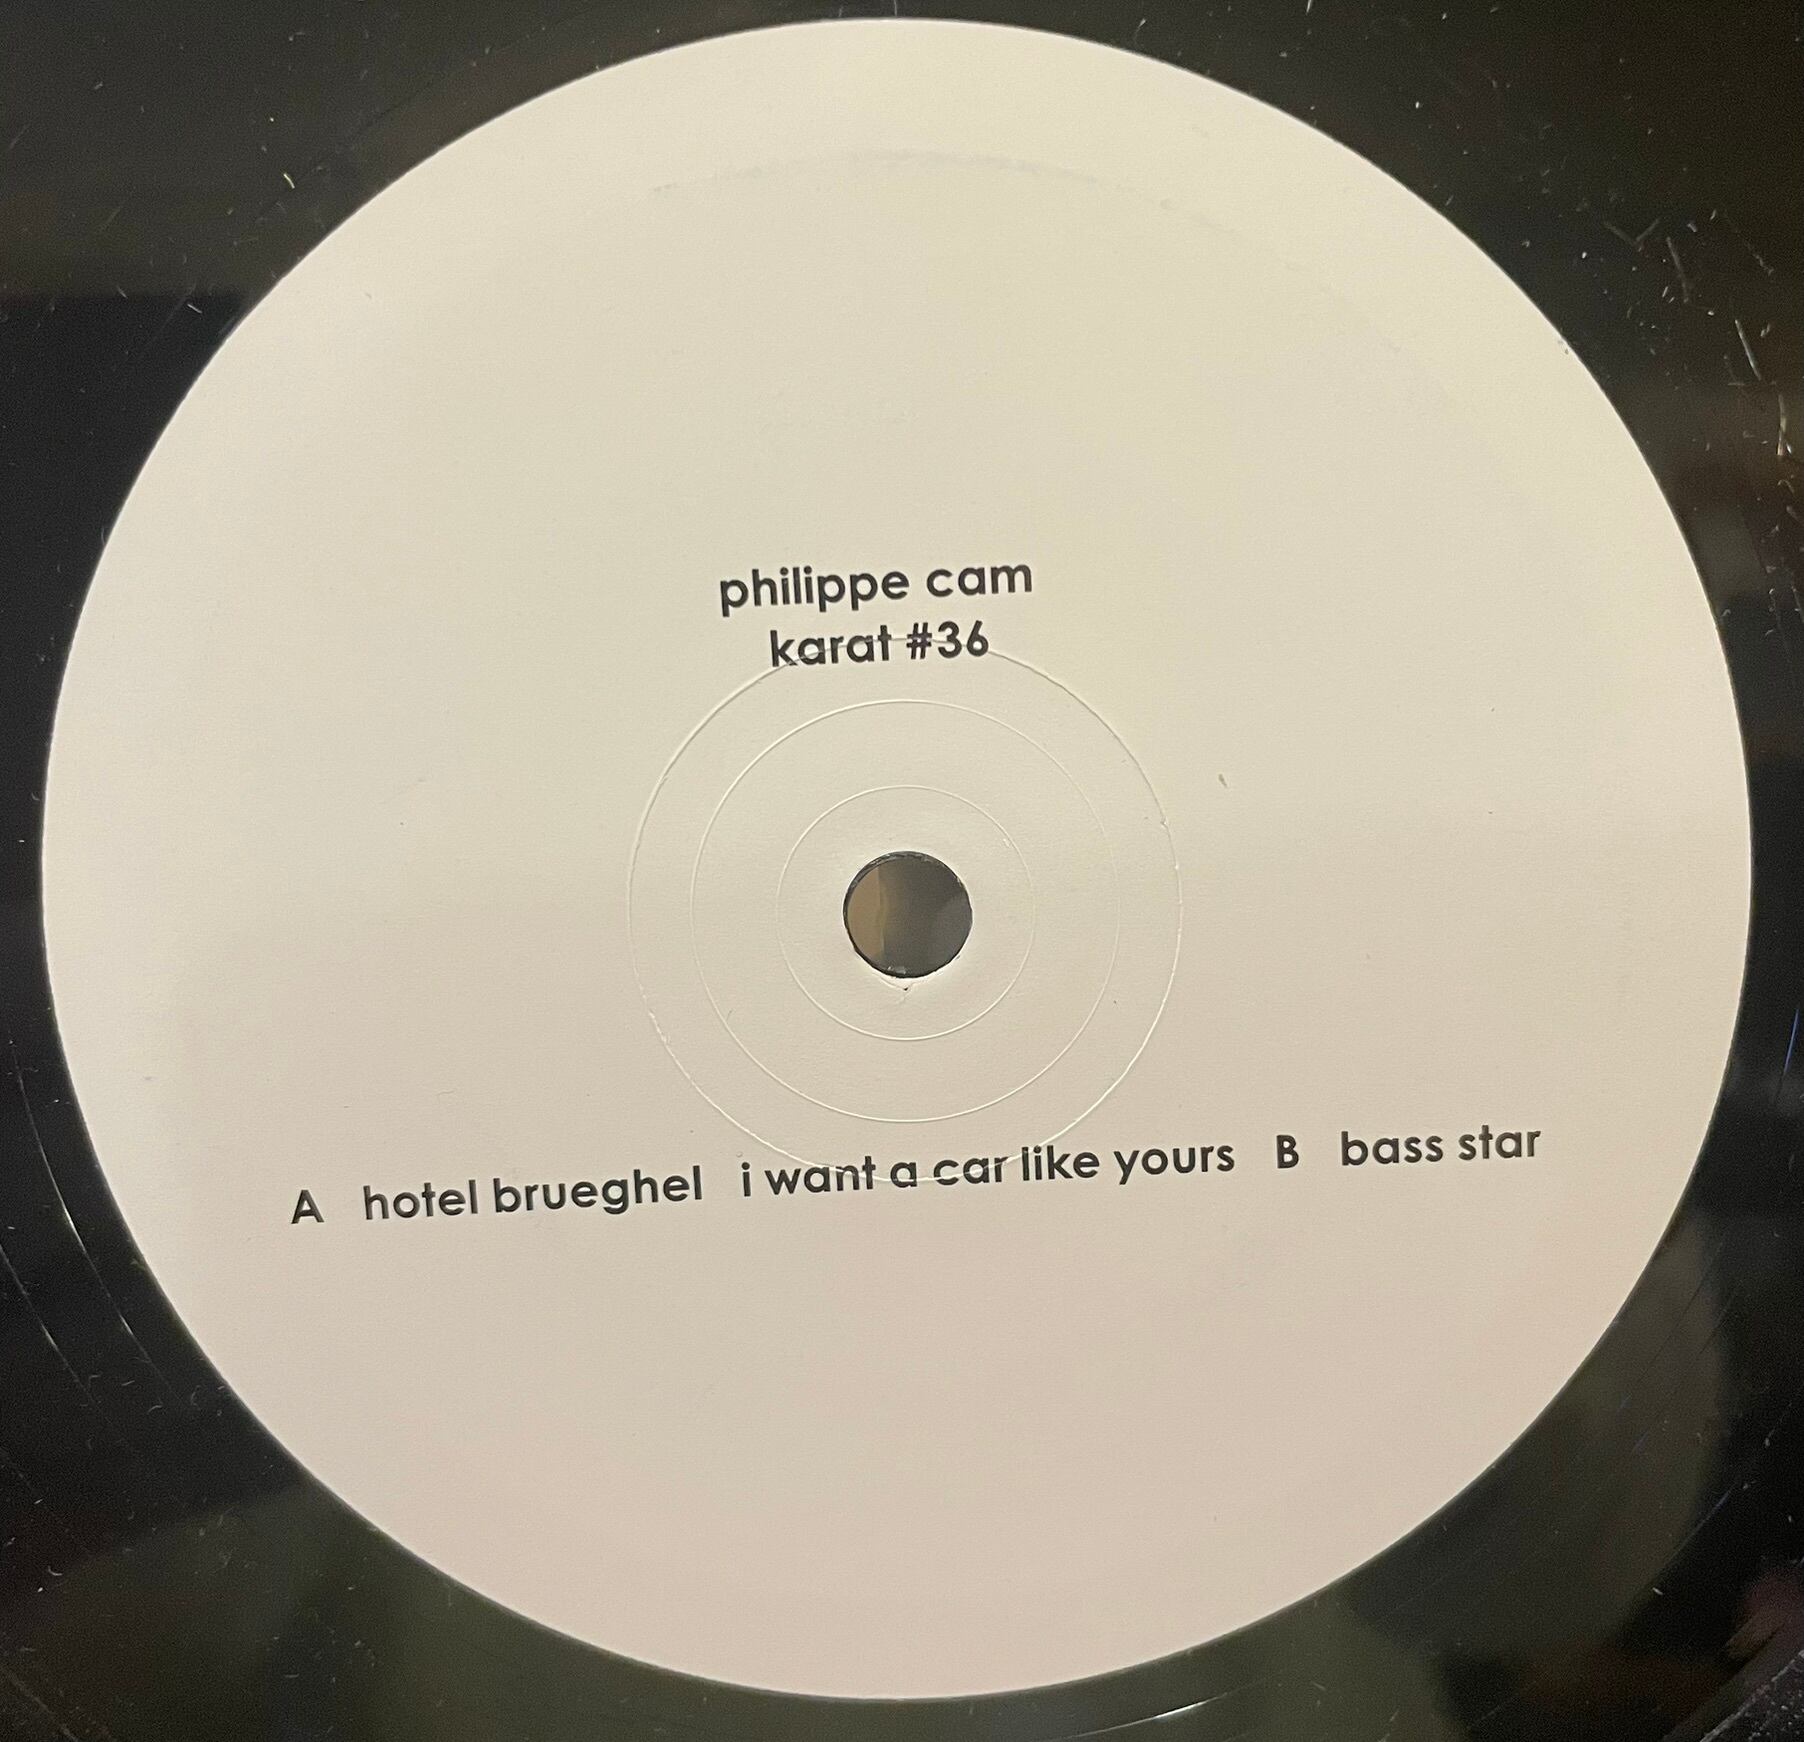 philippe cam
karat #36
A hotel brueghel i want a car like yours B bass star